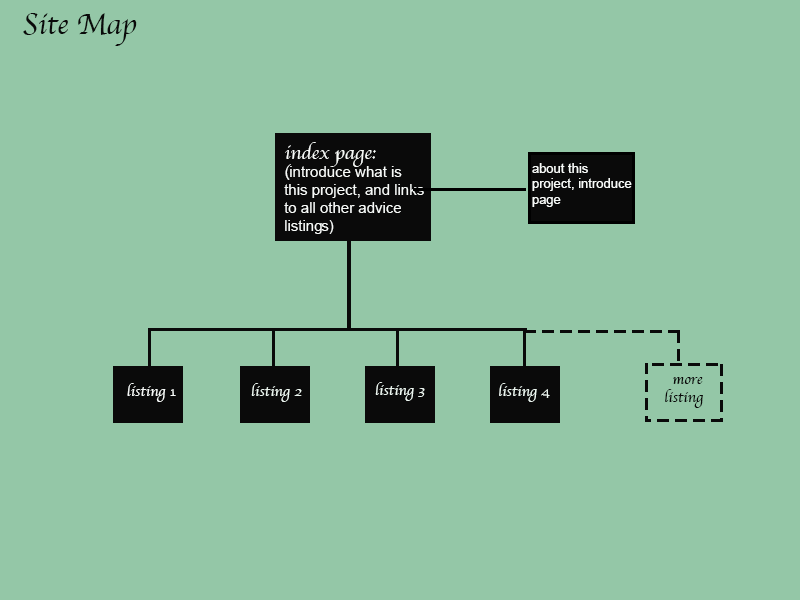 Site Map
index page:
(introduce what is
this project, and links
to all other advice
listings)
about this
project, introduce
page
listing 1
listing 2
listing 3
listing 4
more
listing